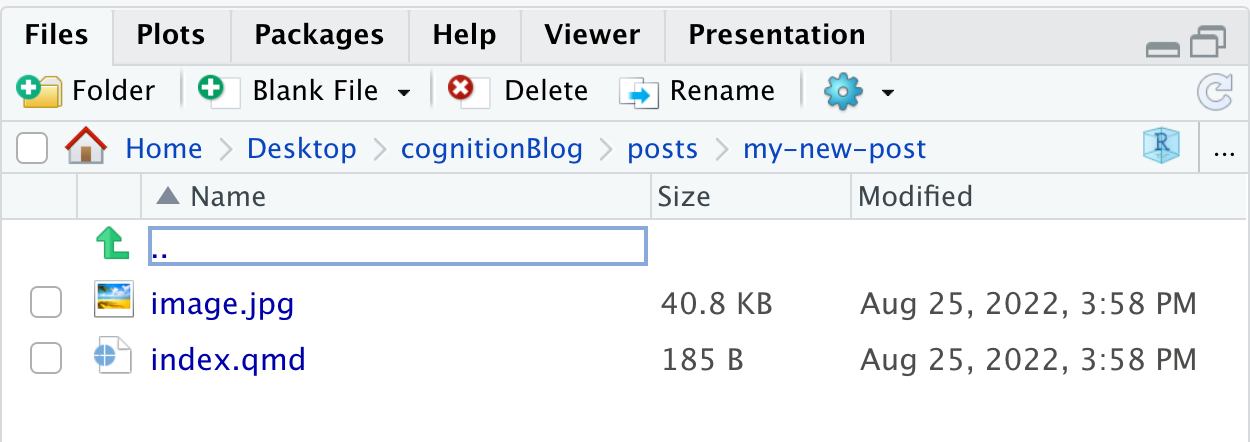 Files Plots Packages Help Viewer Presentation
Folder Blank File Delete Rename
Home Desktop cognitionBlog posts my-new-post R ...
Name Size Modified
..
image.jpg 40.8 KB Aug 25, 2022, 3:58 PM
index.qmd 185 B Aug 25, 2022, 3:58 PM